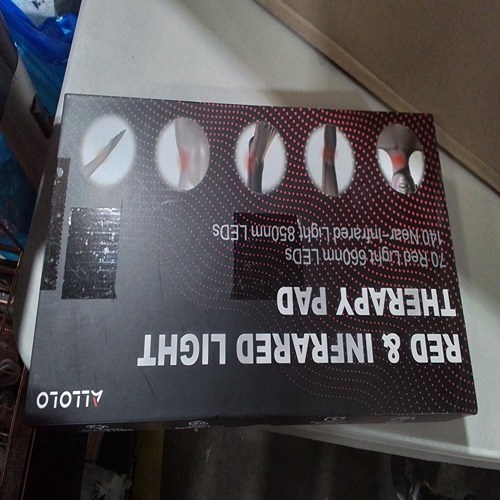 ALLOLO
RED & INFRARED LIGHT
THERAPY PAD
70 Red Light 660nm LEDs
140 Near-Infrared Light 850nm LEDs